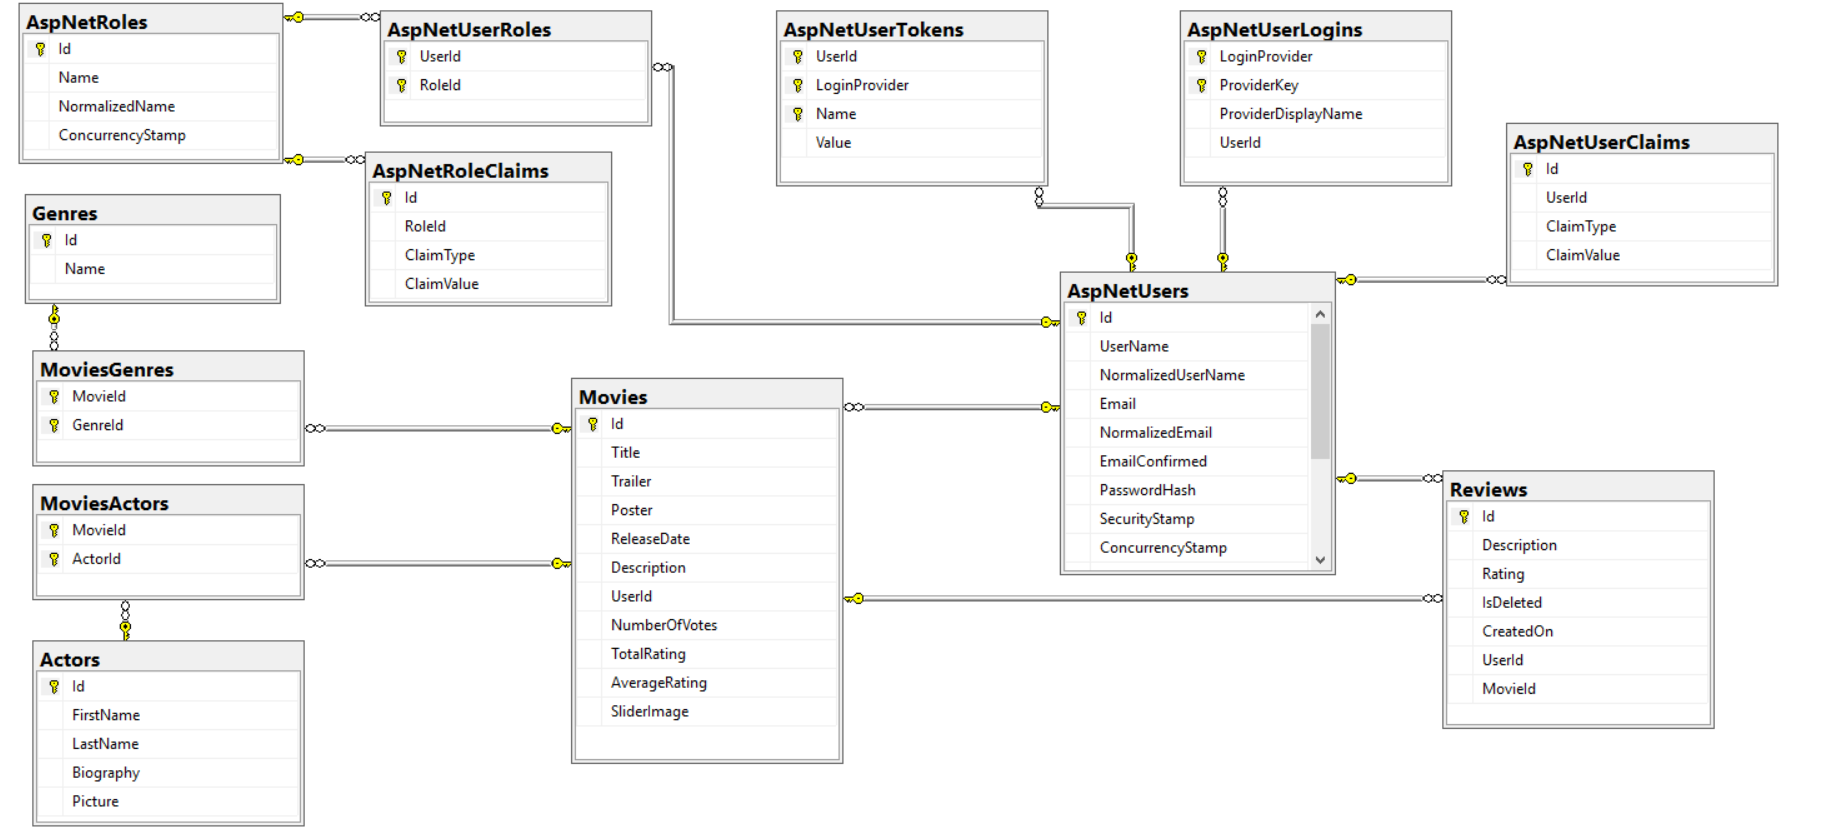 AspNetRoles
Id
Name
NormalizedName
ConcurrencyStamp
AspNetUserRoles
UserId
RoleId
AspNetUserTokens
UserId
LoginProvider
Name
Value
AspNetUserLogins
LoginProvider
ProviderKey
ProviderDisplayName
UserId
AspNetUserClaims
Id
UserId
ClaimType
ClaimValue
AspNetRoleClaims
Id
RoleId
ClaimType
ClaimValue
Genres
Id
Name
AspNetUsers
Id
UserName
NormalizedUserName
Email
NormalizedEmail
EmailConfirmed
PasswordHash
SecurityStamp
ConcurrencyStamp
MoviesGenres
MovieId
GenreId
Movies
Id
Title
Trailer
Poster
ReleaseDate
Description
UserId
NumberOfVotes
TotalRating
AverageRating
SliderImage
Reviews
Id
Description
Rating
IsDeleted
CreatedOn
UserId
MovieId
MoviesActors
MovieId
ActorId
Actors
Id
FirstName
LastName
Biography
Picture